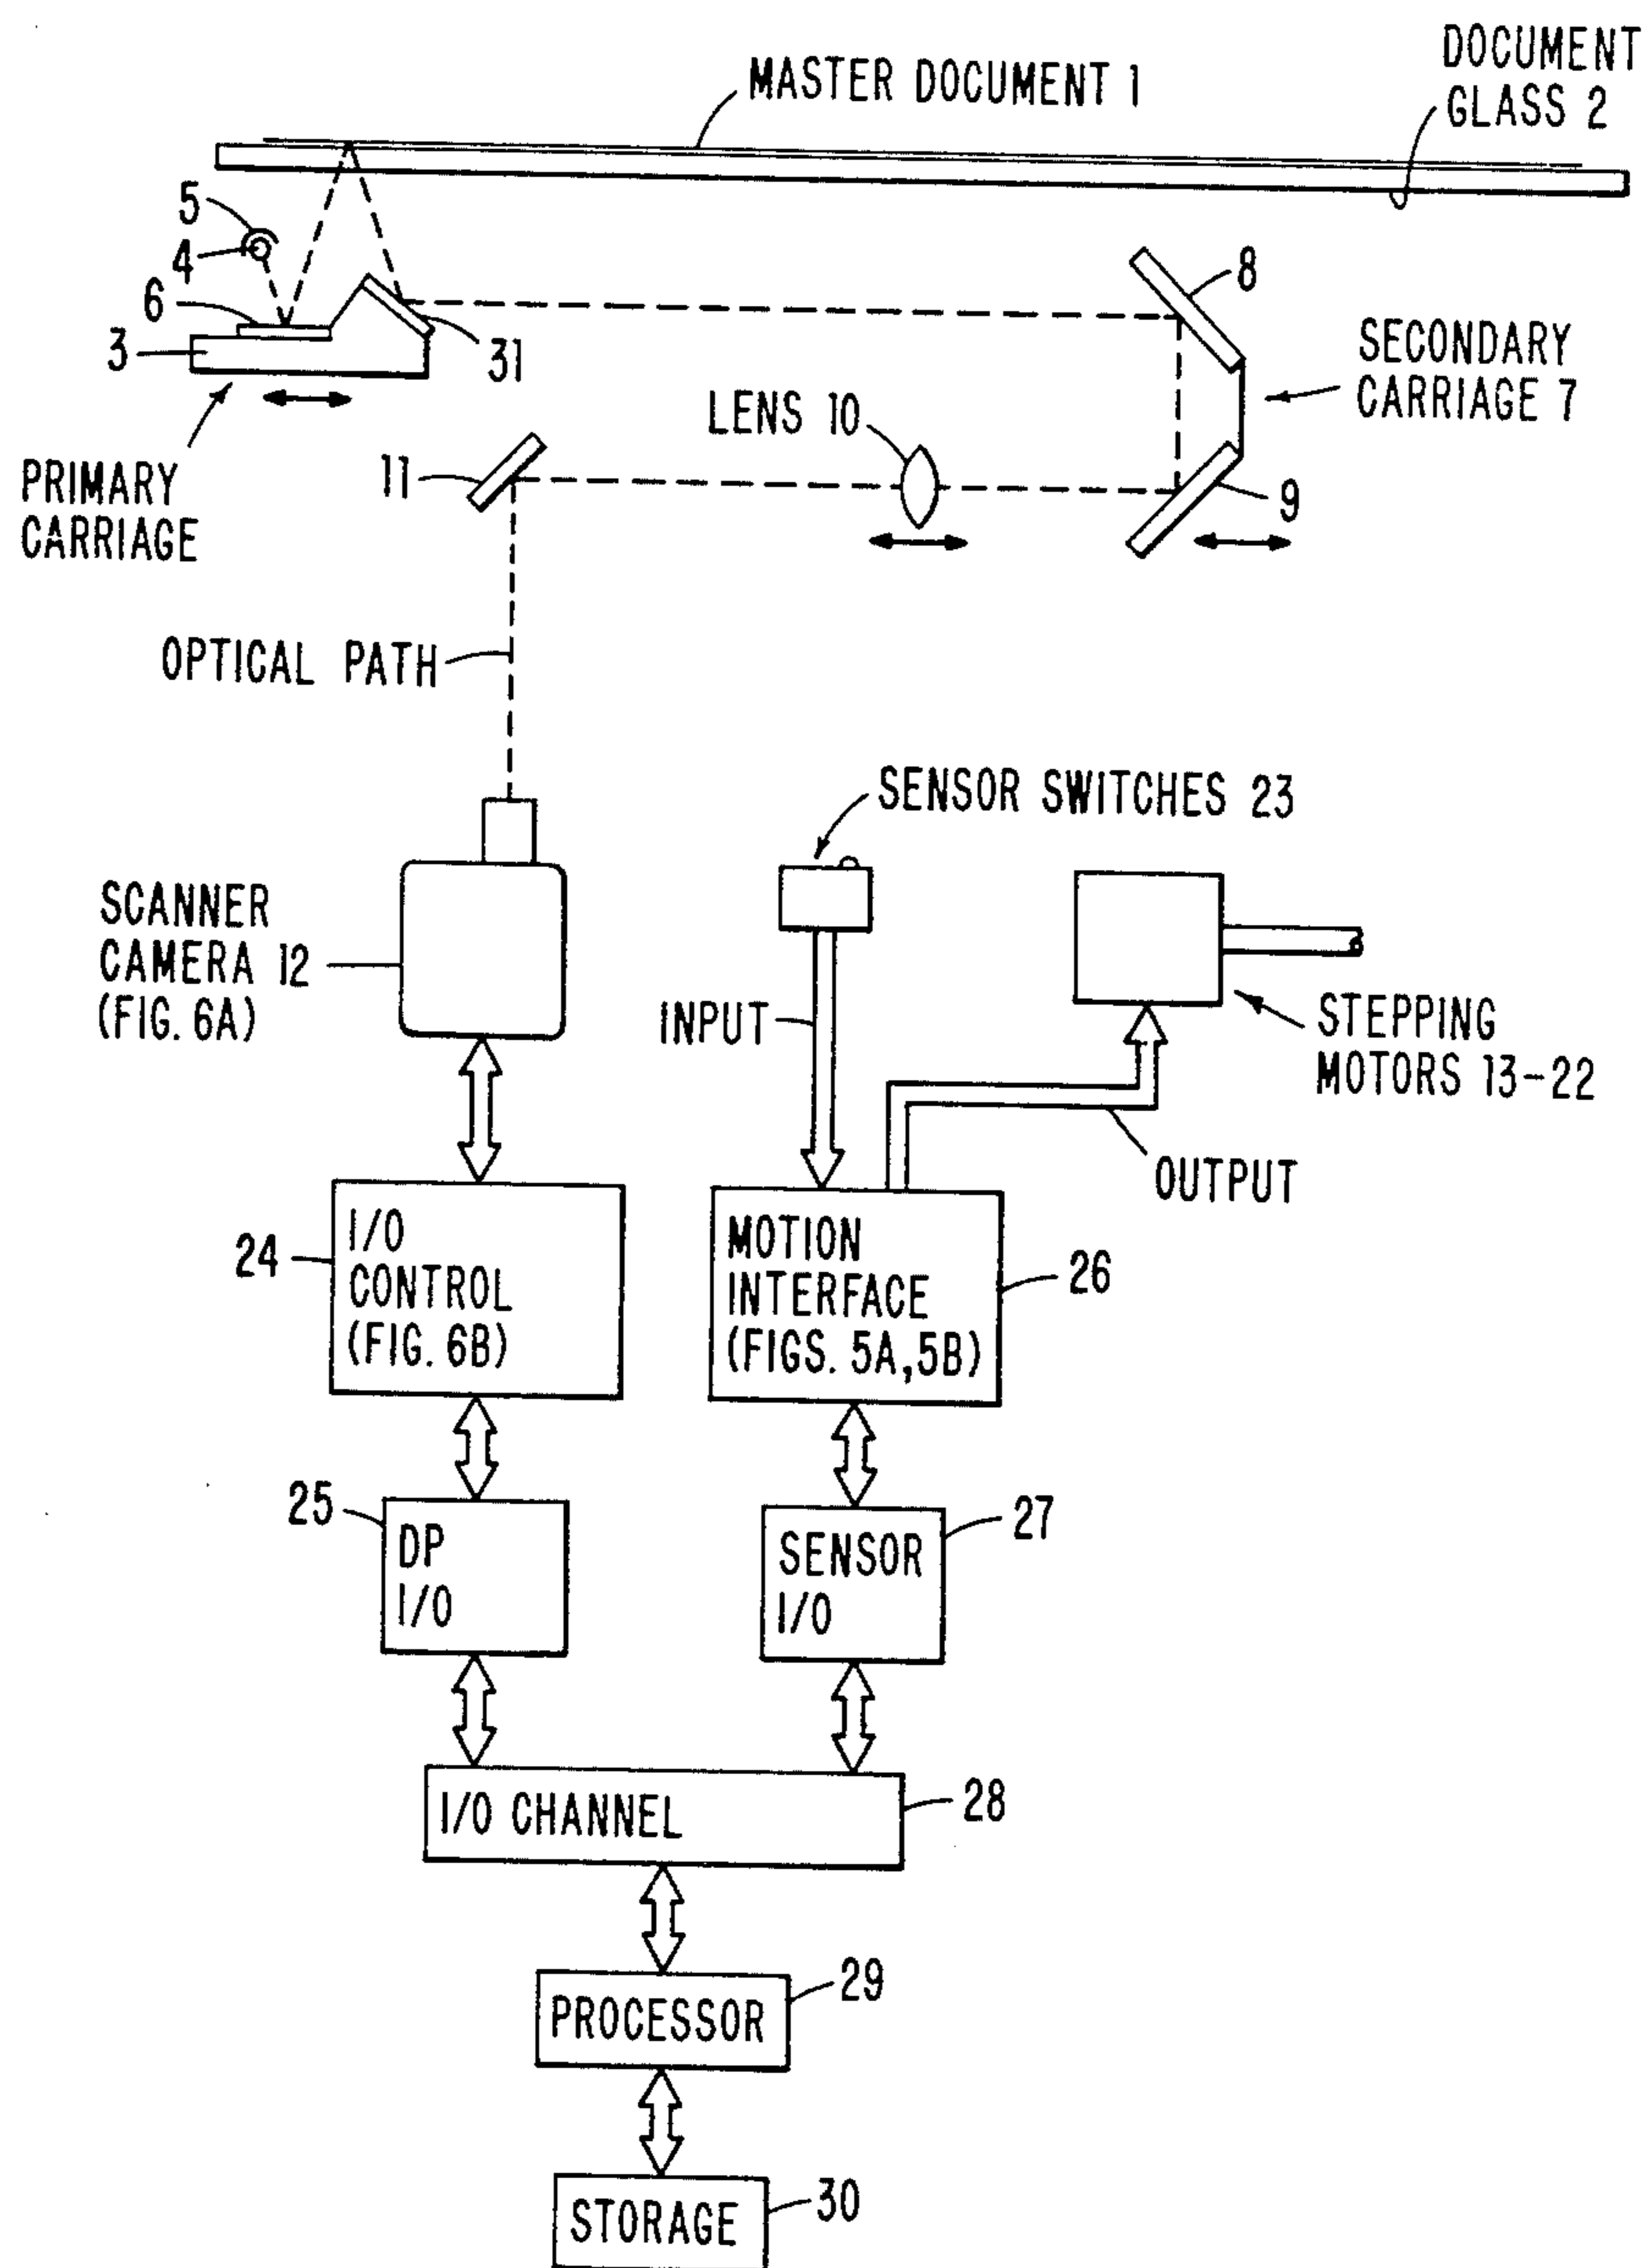 DOCUMENT
GLASS 2
MASTER DOCUMENT 1
5
4
6
3
31
8
SECONDARY
CARRIAGE 7
LENS 10
11
9
PRIMARY
CARRIAGE
OPTICAL PATH
SENSOR SWITCHES 23
SCANNER
CAMERA 12
(FIG. 6A)
INPUT
STEPPING
MOTORS 13-22
OUTPUT
24
I/O
CONTROL
(FIG. 6B)
MOTION
INTERFACE
(FIGS. 5A,5B)
26
25
DP
I/O
SENSOR
I/O
27
I/O CHANNEL
28
PROCESSOR
29
STORAGE
30